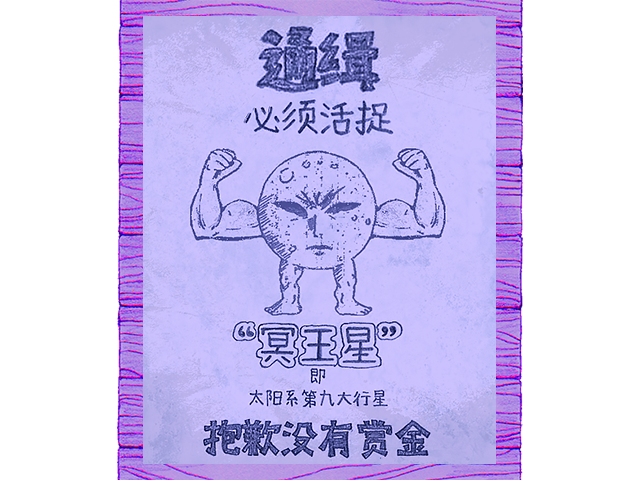 通缉
必须活捉
“冥王星”
即
太阳系第九大行星
抱歉没有赏金